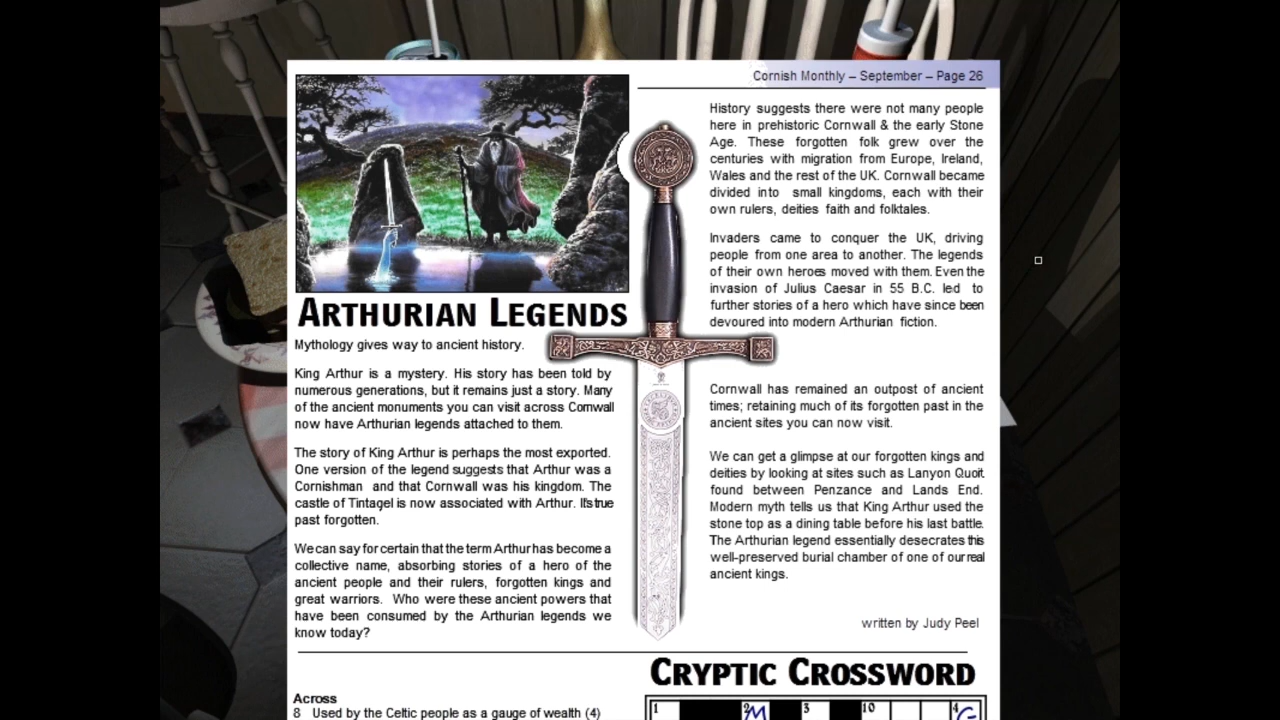 Cornish Monthly – September – Page 26
ARTHURIAN LEGENDS
Mythology gives way to ancient history.
King Arthur is a mystery. His story has been told by
numerous generations, but it remains just a story. Many
of the ancient monuments you can visit across Cornwall
now have Arthurian legends attached to them.
The story of King Arthur is perhaps the most exported.
One version of the legend suggests that Arthur was a
Cornishman and that Cornwall was his kingdom. The
castle of Tintagel is now associated with Arthur. It's true
past forgotten.
We can say for certain that the term Arthur has become a
collective name, absorbing stories of a hero of the
ancient people and their rulers, forgotten kings and
great warriors. Who were these ancient powers that
have been consumed by the Arthurian legends we
know today?
History suggests there were not many people
here in prehistoric Cornwall & the early Stone
Age. These forgotten folk grew over the
centuries with migration from Europe, Ireland,
Wales and the rest of the UK. Cornwall became
divided into small kingdoms, each with their
own rulers, deities faith and folktales.
Invaders came to conquer the UK, driving
people from one area to another. The legends
of their own heroes moved with them. Even the
invasion of Julius Caesar in 55 B.C. led to
further stories of a hero which have since been
devoured into modern Arthurian fiction.
Cornwall has remained an outpost of ancient
times; retaining much of its forgotten past in the
ancient sites you can now visit.
We can get a glimpse at our forgotten kings and
deities by looking at sites such as Lanyon Quoit
found between Penzance and Lands End.
Modern myth tells us that King Arthur used the
stone top as a dining table before his last battle.
The Arthurian legend essentially desecrates this
well-preserved burial chamber of one of our real
ancient kings.
written by Judy Peel
CRYPTIC CROSSWORD
Across
8 Used by the Celtic people as a gauge of wealth (4)
1 2 M 3 10 4 G